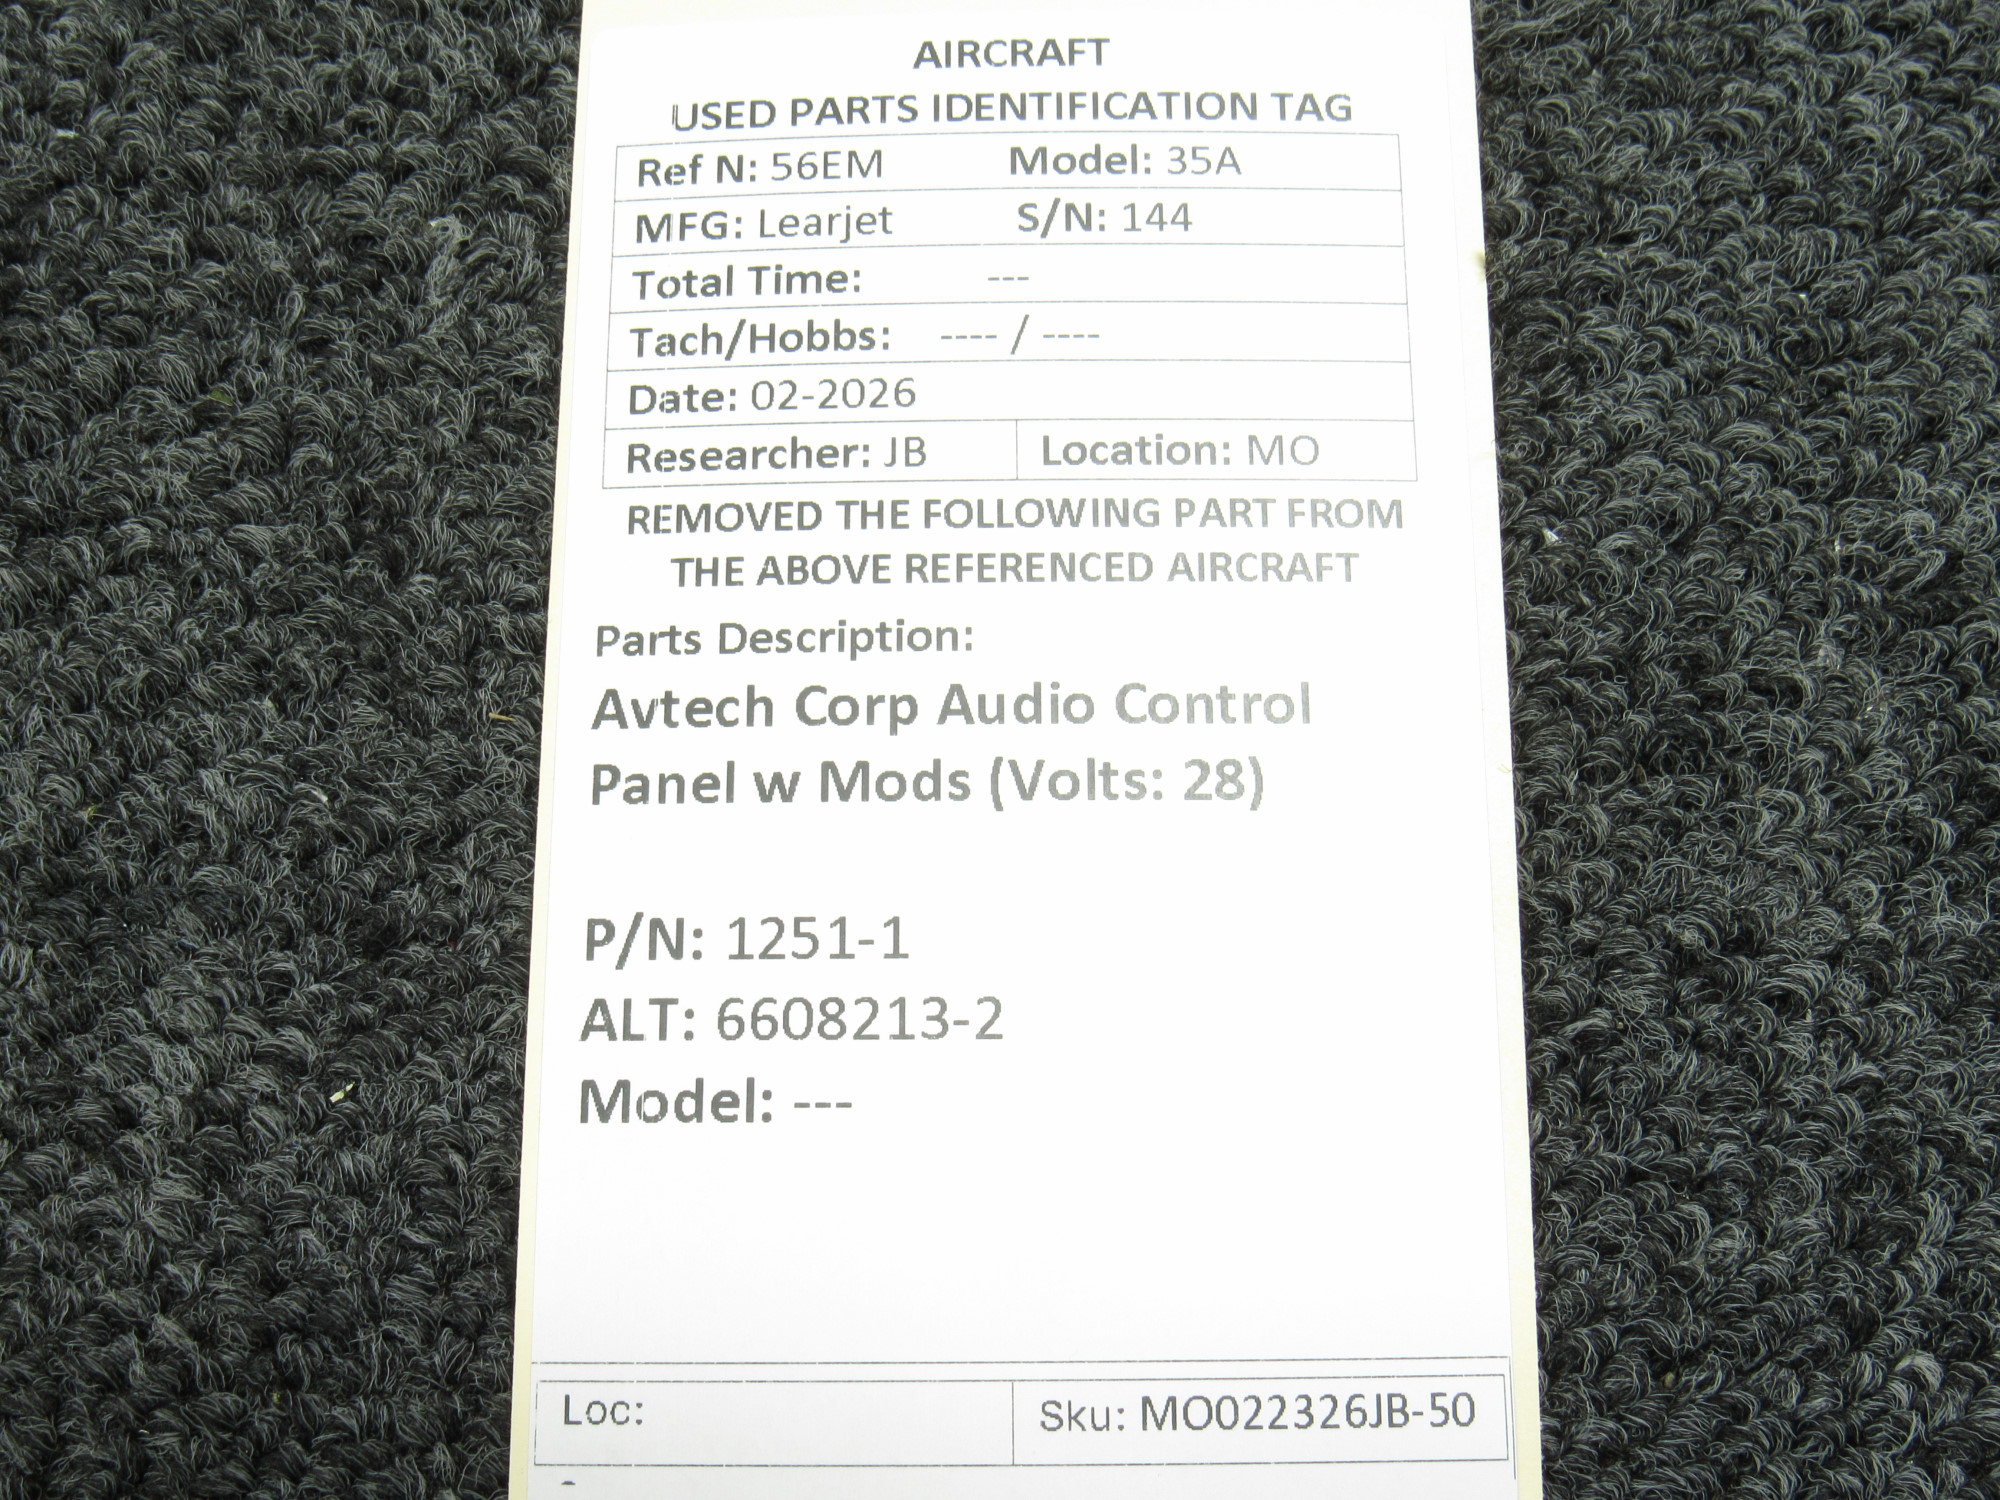 AIRCRAFT
USED PARTS IDENTIFICATION TAG
Ref N: 56EM Model: 35A
MFG: Learjet S/N: 144
Total Time: ---
Tach/Hobbs: ---- / ----
Date: 02-2026
Researcher: JB Location: MO
REMOVED THE FOLLOWING PART FROM
THE ABOVE REFERENCED AIRCRAFT
Parts Description:
Avtech Corp Audio Control
Panel w Mods (Volts: 28)
P/N: 1251-1
ALT: 6608213-2
Model: ---
Loc: Sku: MO022326JB-50